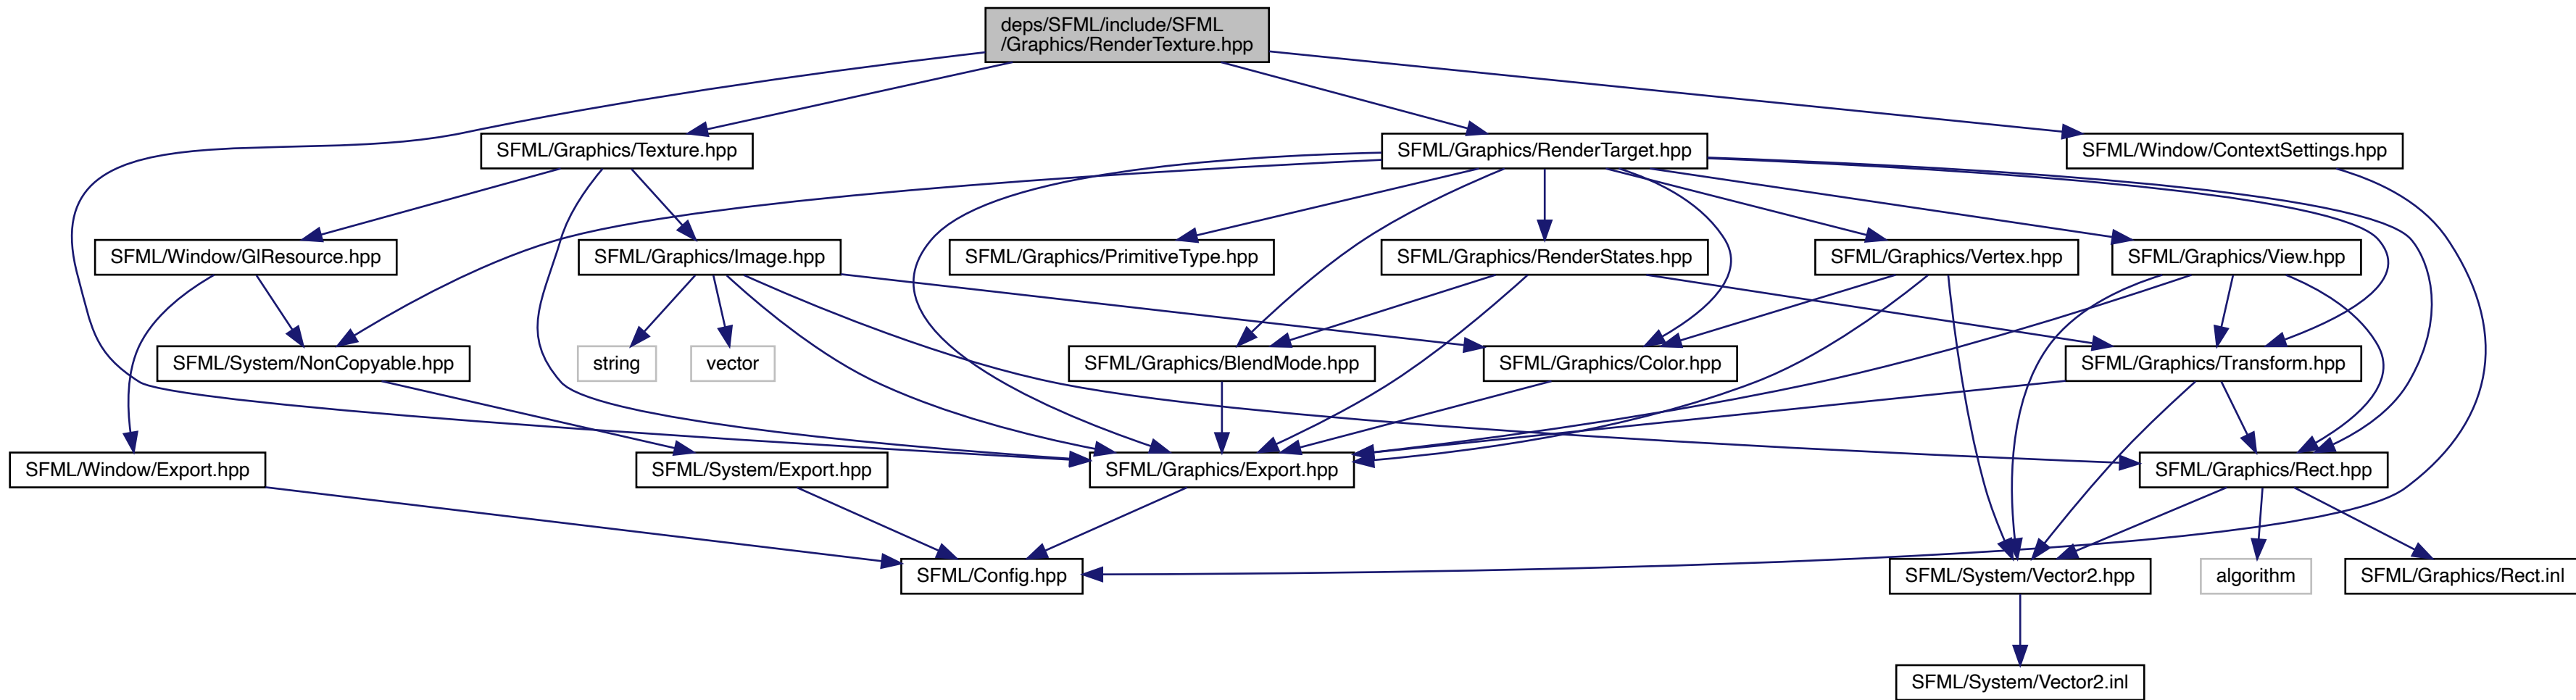 deps/SFML/include/SFML
/Graphics/RenderTexture.hpp
SFML/Graphics/Texture.hpp
SFML/Graphics/RenderTarget.hpp
SFML/Window/ContextSettings.hpp
SFML/Window/GlResource.hpp
SFML/Graphics/Image.hpp
SFML/Graphics/PrimitiveType.hpp
SFML/Graphics/RenderStates.hpp
SFML/Graphics/Vertex.hpp
SFML/Graphics/View.hpp
SFML/System/NonCopyable.hpp
string
vector
SFML/Graphics/BlendMode.hpp
SFML/Graphics/Color.hpp
SFML/Graphics/Transform.hpp
SFML/Window/Export.hpp
SFML/System/Export.hpp
SFML/Graphics/Export.hpp
SFML/Graphics/Rect.hpp
SFML/Config.hpp
SFML/System/Vector2.hpp
algorithm
SFML/Graphics/Rect.inl
SFML/System/Vector2.inl